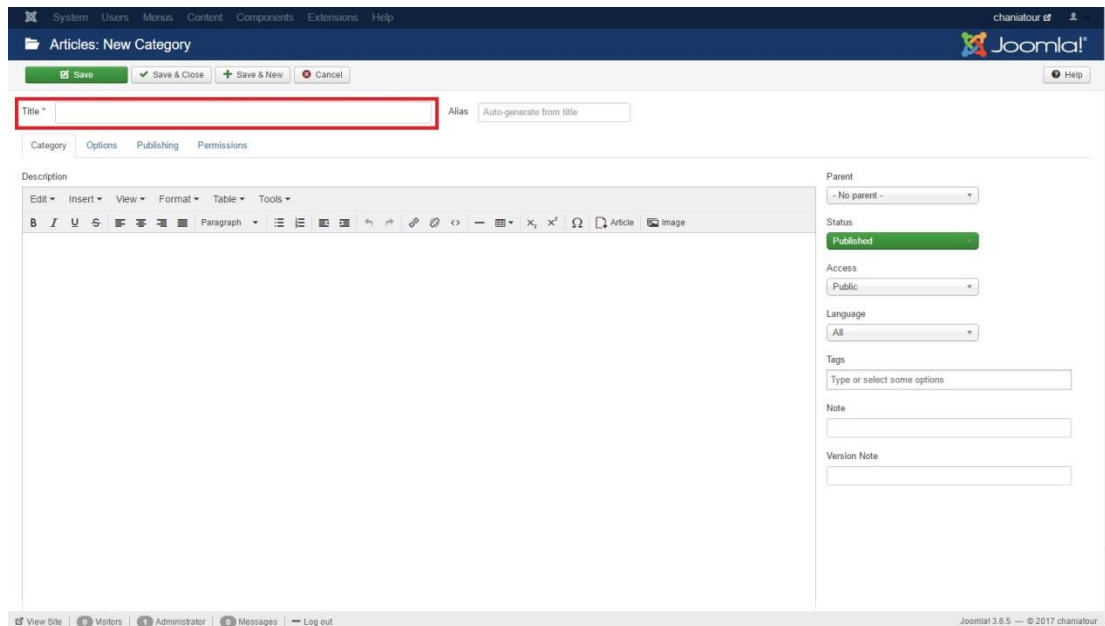 System Users Menus Content Components Extensions Help chaniatour
Articles: New Category Joomla!®
Save Save & Close Save & New Cancel Help
Title * Alias Auto-generate from title
Category Options Publishing Permissions
Description
Edit Insert View Format Table Tools
B I U S Paragraph x₂ x² Ω Article Image
Parent
- No parent -
Status
Published
Access
Public
Language
All
Tags
Type or select some options
Note
Version Note
View Site 0 Visitors 1 Administrator 0 Messages Log out Joomla! 3.6.5 — © 2017 chaniatour